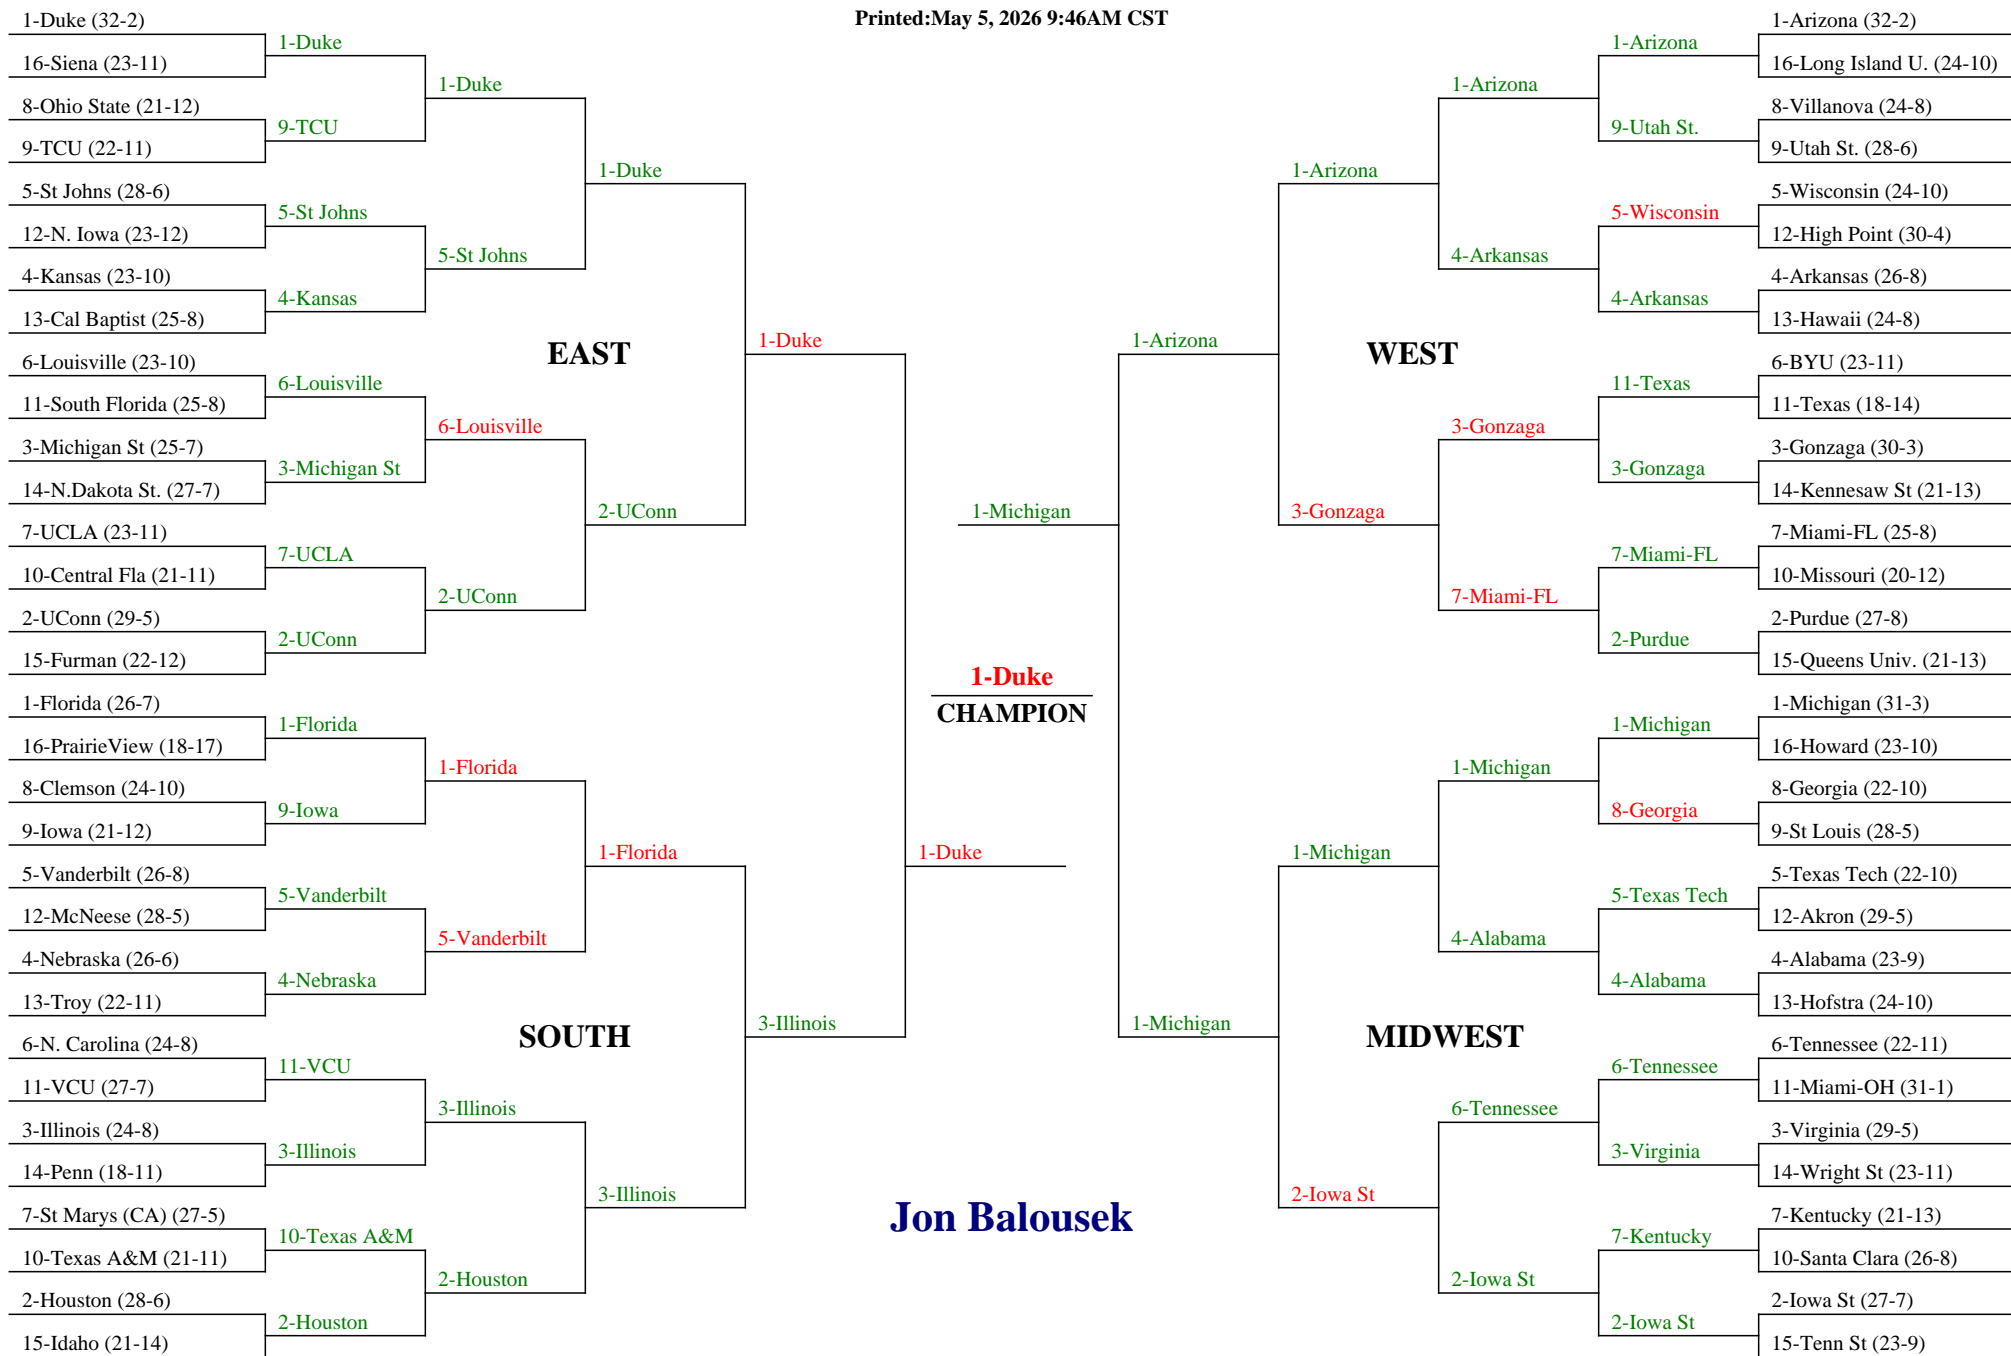 Printed:May 5, 2026 9:46AM CST
1-Duke (32-2)
16-Siena (23-11)
8-Ohio State (21-12)
9-TCU (22-11)
5-St Johns (28-6)
12-N. Iowa (23-12)
4-Kansas (23-10)
13-Cal Baptist (25-8)
6-Louisville (23-10)
11-South Florida (25-8)
3-Michigan St (25-7)
14-N.Dakota St. (27-7)
7-UCLA (23-11)
10-Central Fla (21-11)
2-UConn (29-5)
15-Furman (22-12)
1-Florida (26-7)
16-PrairieView (18-17)
8-Clemson (24-10)
9-Iowa (21-12)
5-Vanderbilt (26-8)
12-McNeese (28-5)
4-Nebraska (26-6)
13-Troy (22-11)
6-N. Carolina (24-8)
11-VCU (27-7)
3-Illinois (24-8)
14-Penn (18-11)
7-St Marys (CA) (27-5)
10-Texas A&M (21-11)
2-Houston (28-6)
15-Idaho (21-14)
1-Duke
9-TCU
5-St Johns
4-Kansas
6-Louisville
3-Michigan St
7-UCLA
2-UConn
1-Florida
9-Iowa
5-Vanderbilt
4-Nebraska
11-VCU
3-Illinois
10-Texas A&M
2-Houston
1-Duke
5-St Johns
6-Louisville
2-UConn
1-Florida
5-Vanderbilt
3-Illinois
2-Houston
1-Duke
EAST
2-UConn
1-Florida
SOUTH
3-Illinois
1-Duke
3-Illinois
1-Duke
1-Michigan
1-Duke
CHAMPION
Jon Balousek
1-Arizona
1-Michigan
1-Arizona
WEST
3-Gonzaga
1-Michigan
MIDWEST
2-Iowa St
1-Arizona
4-Arkansas
3-Gonzaga
7-Miami-FL
1-Michigan
4-Alabama
6-Tennessee
2-Iowa St
1-Arizona
9-Utah St.
5-Wisconsin
4-Arkansas
11-Texas
3-Gonzaga
7-Miami-FL
2-Purdue
1-Michigan
8-Georgia
5-Texas Tech
4-Alabama
6-Tennessee
3-Virginia
7-Kentucky
2-Iowa St
1-Arizona (32-2)
16-Long Island U. (24-10)
8-Villanova (24-8)
9-Utah St. (28-6)
5-Wisconsin (24-10)
12-High Point (30-4)
4-Arkansas (26-8)
13-Hawaii (24-8)
6-BYU (23-11)
11-Texas (18-14)
3-Gonzaga (30-3)
14-Kennesaw St (21-13)
7-Miami-FL (25-8)
10-Missouri (20-12)
2-Purdue (27-8)
15-Queens Univ. (21-13)
1-Michigan (31-3)
16-Howard (23-10)
8-Georgia (22-10)
9-St Louis (28-5)
5-Texas Tech (22-10)
12-Akron (29-5)
4-Alabama (23-9)
13-Hofstra (24-10)
6-Tennessee (22-11)
11-Miami-OH (31-1)
3-Virginia (29-5)
14-Wright St (23-11)
7-Kentucky (21-13)
10-Santa Clara (26-8)
2-Iowa St (27-7)
15-Tenn St (23-9)